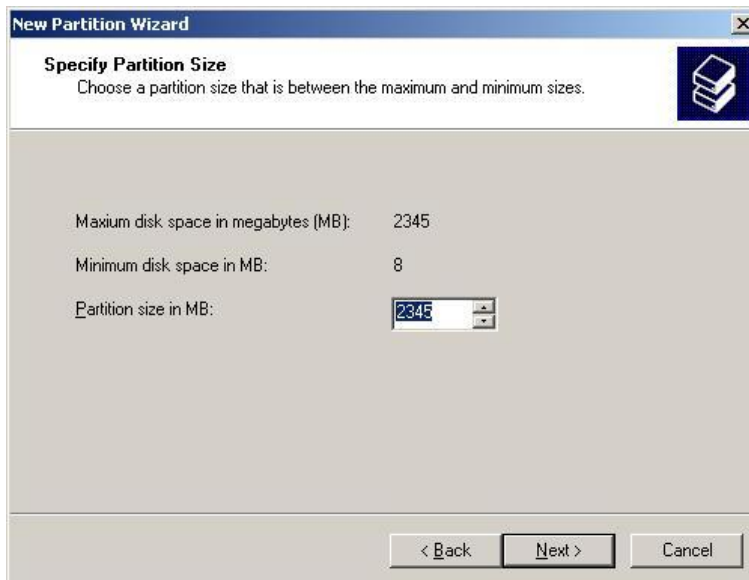 New Partition Wizard
Specify Partition Size
Choose a partition size that is between the maximum and minimum sizes.
Maxium disk space in megabytes (MB): 2345
Minimum disk space in MB: 8
Partition size in MB: 2345
< Back Next > Cancel